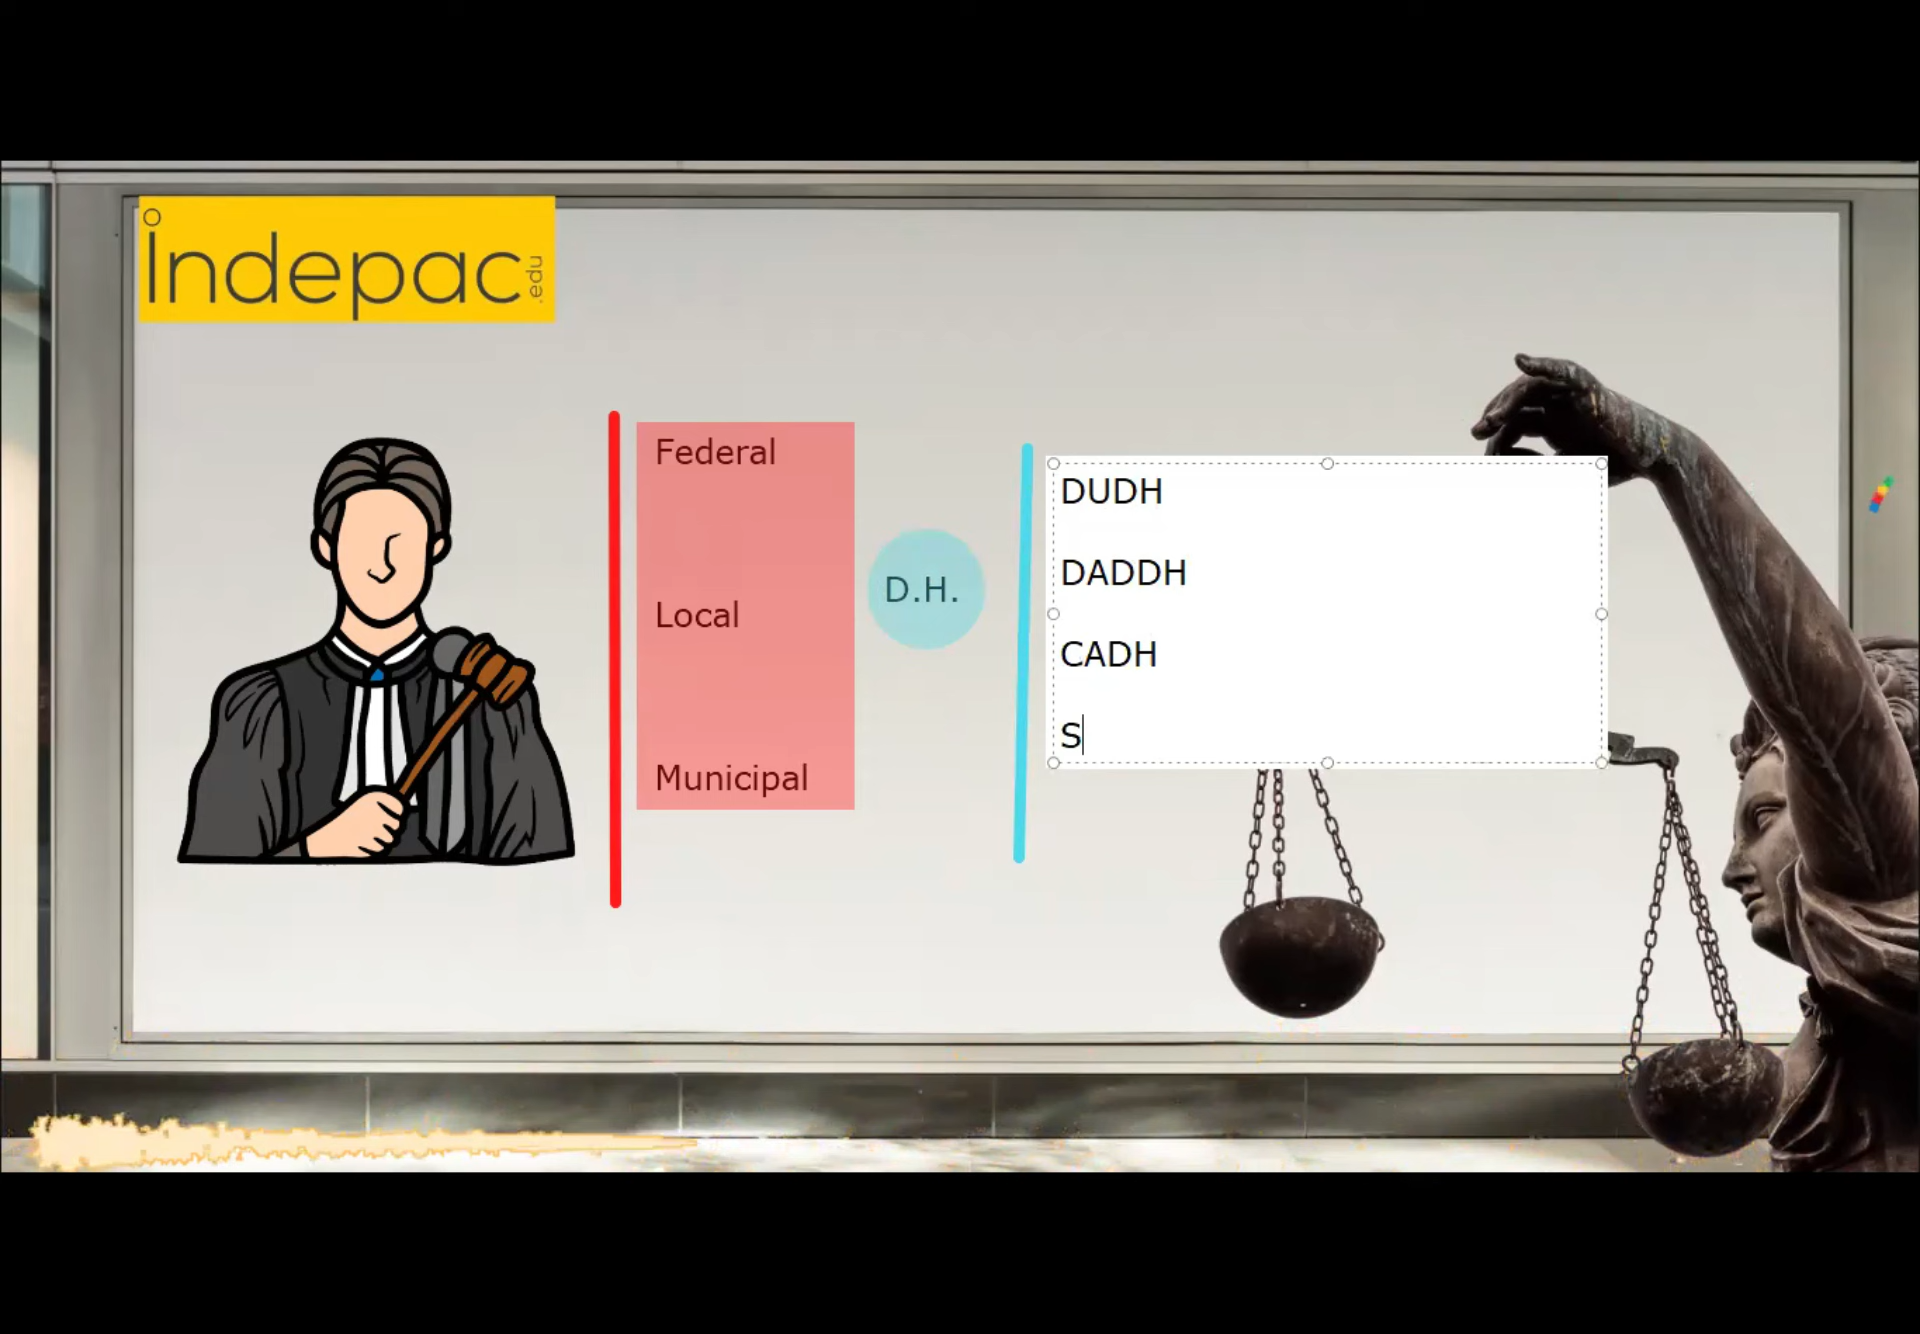 indepac.edu
Federal
Local
Municipal
D.H.
DUDH
DADDH
CADH
S